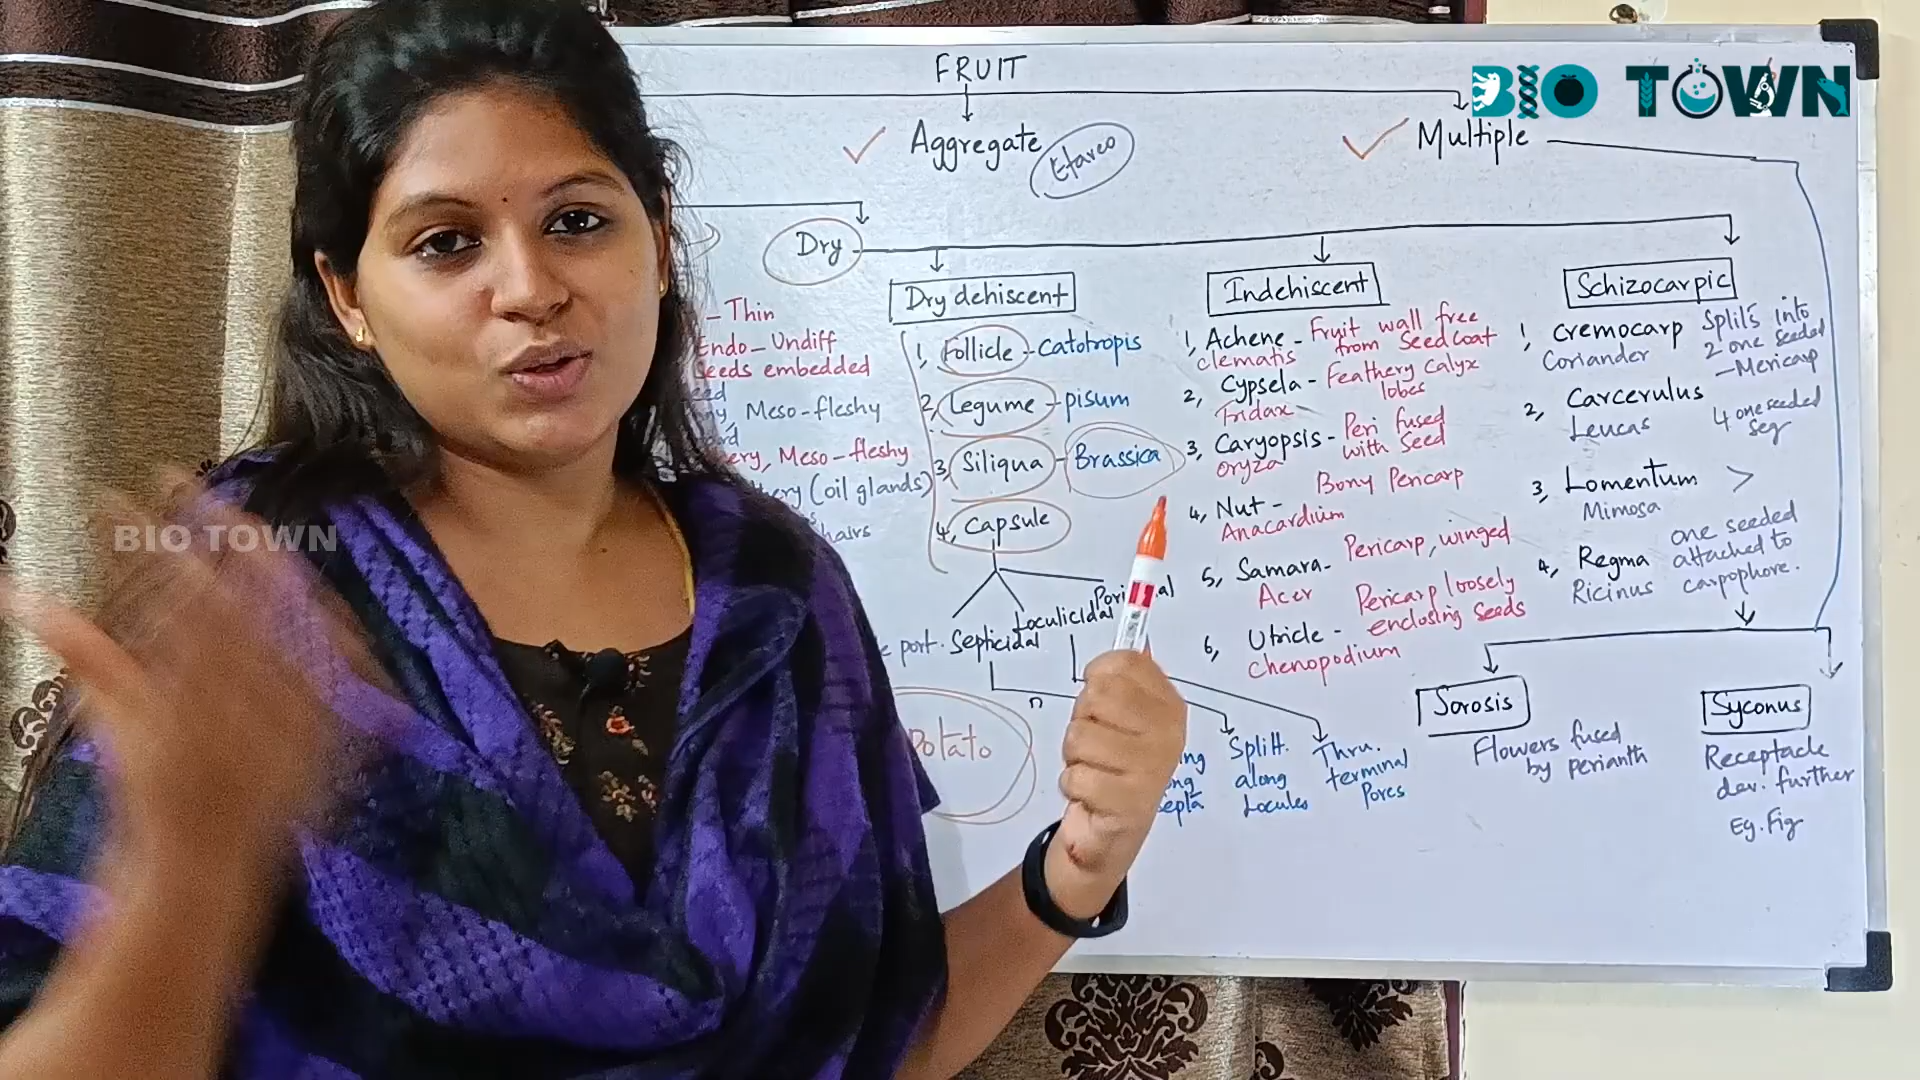 FRUIT
BIO TOWN
Aggregate
Etareo
Multiple
Dry
Dry dehiscent
Indehiscent
Schizocarpic
- Thin
Endo - Undiff
Seeds embedded
Meso - fleshy
Meso - fleshy
(oil glands)
hairs
1, Follicle - Catotropis
2, Legume - pisum
3, Siliqua - Brassica
4, Capsule
Septicidal
Loculicidal
port.
Potato
Splitt.
along
Locules
Thru.
terminal
Pores
1, Achene - Fruit wall free
clematis from Seedcoat
2, Cypsela - Feathery Calyx
Tridax lobes
3, Caryopsis - Peri fused
oryza with Seed
4, Nut - Bony Pericarp
Anacardium
5, Samara - Pericarp, winged
Acer
6, Utricle - Pericarp loosely
chenopodium enclosing seeds
1, cremocarp Splits into
Coriander 2 one seeded
- Mericarp
2, Carcerulus
Leucas 4 one seeded
seg
3, Lomentum >
Mimosa
4, Regma one seeded
Ricinus attached to
carpophore.
Sorosis
Flowers fused
by perianth
Syconus
Receptacle
dev. further
Eg. Fig
BIO TOWN